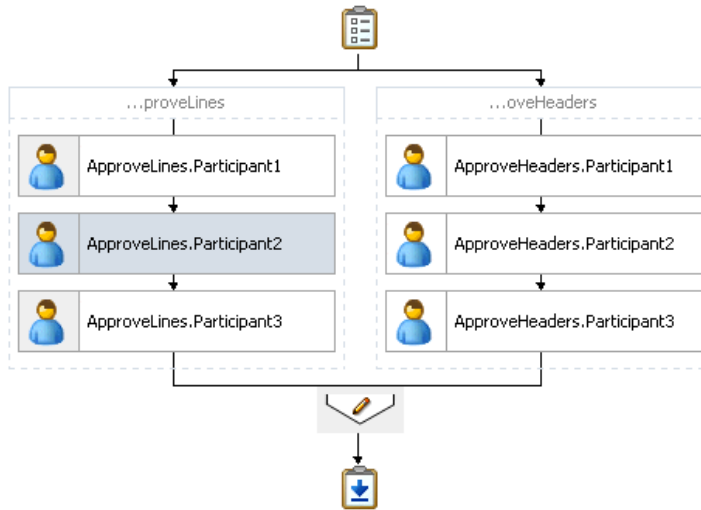 ...proveLines
...oveHeaders
ApproveLines.Participant1
ApproveHeaders.Participant1
ApproveLines.Participant2
ApproveHeaders.Participant2
ApproveLines.Participant3
ApproveHeaders.Participant3